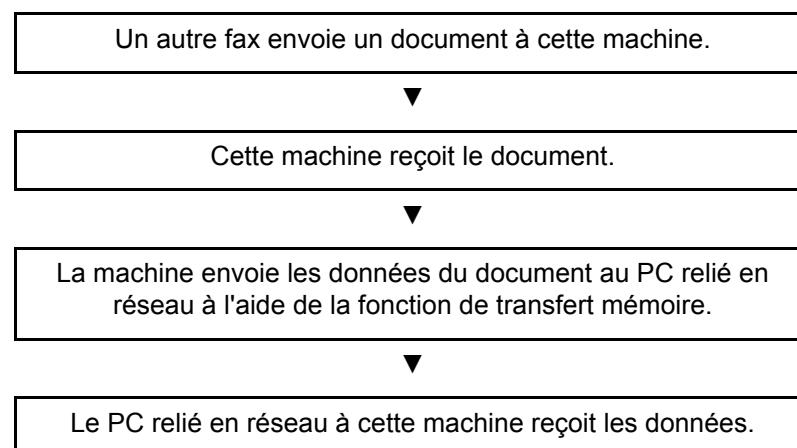 Un autre fax envoie un document à cette machine.
▼
Cette machine reçoit le document.
▼
La machine envoie les données du document au PC relié en
réseau à l'aide de la fonction de transfert mémoire.
▼
Le PC relié en réseau à cette machine reçoit les données.